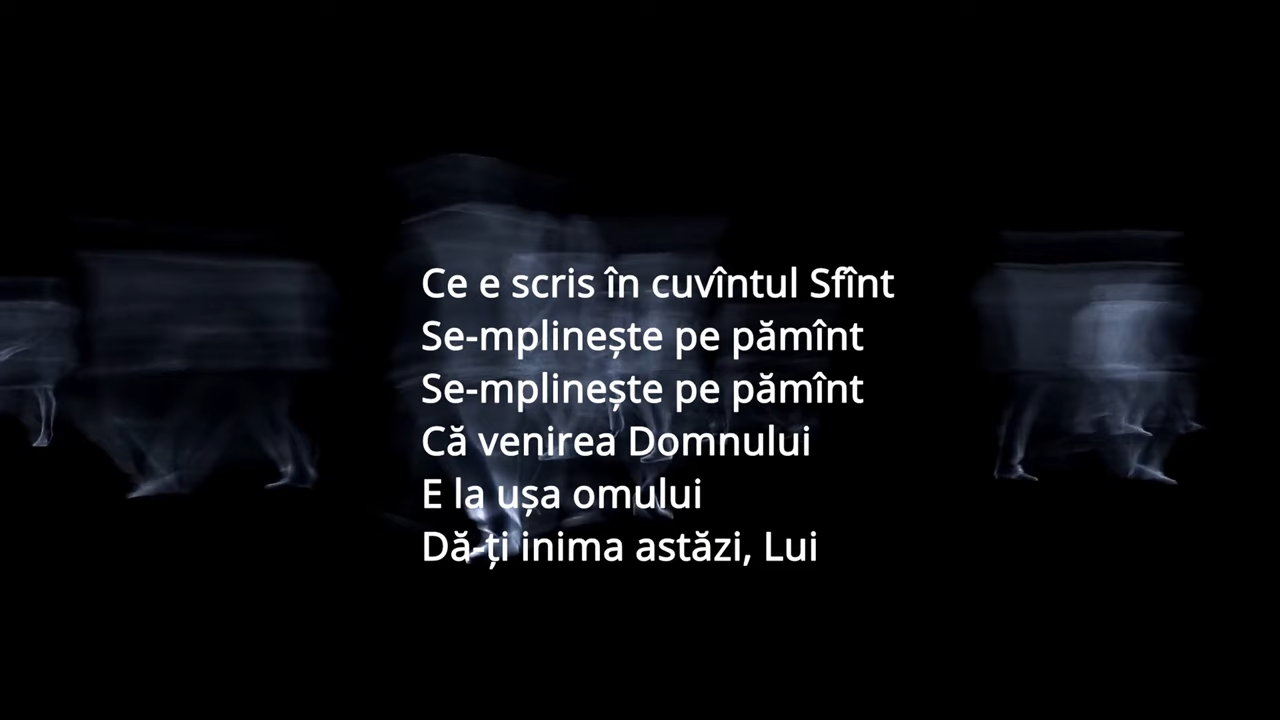 Ce e scris în cuvîntul Sfînt
Se-mplinește pe pămînt
Se-mplinește pe pămînt
Că venirea Domnului
E la ușa omului
Dă-ți inima astăzi, Lui